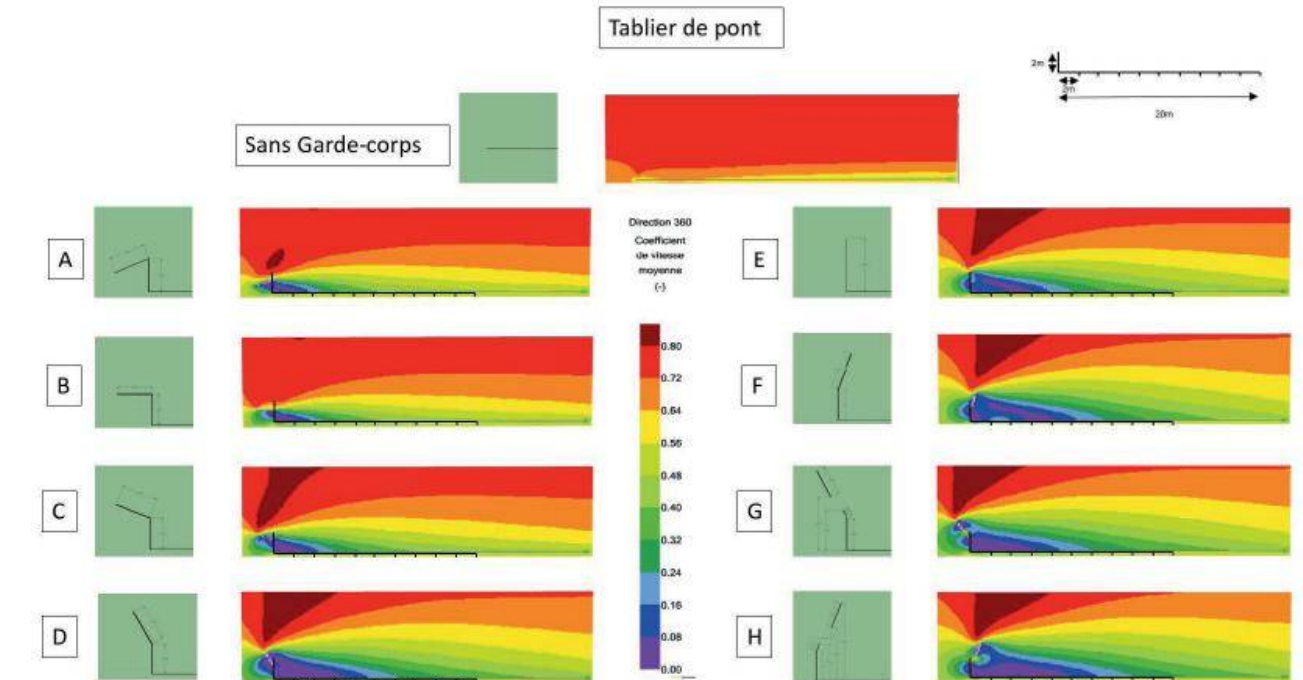 Tablier de pont
2m
2m
20m
Sans Garde-corps
Direction 360
Coefficient
de vitesse
moyenne
(-)
A
E
B
F
C
G
D
H
0.80
0.72
0.64
0.56
0.48
0.40
0.32
0.24
0.16
0.08
0.00